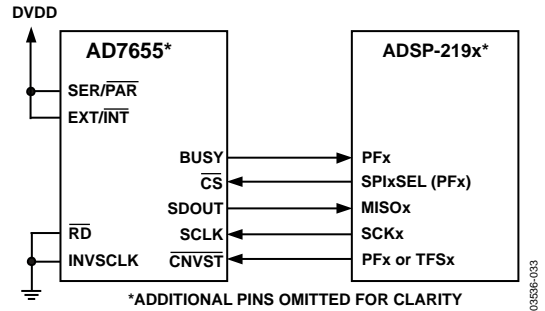 DVDD
AD7655*
ADSP-219x*
SER/PAR
EXT/INT
BUSY
PFx
CS
SPIxSEL (PFx)
SDOUT
MISOx
RD
SCLK
SCKx
INVSCLK
CNVST
PFx or TFSx
*ADDITIONAL PINS OMITTED FOR CLARITY
03536-033